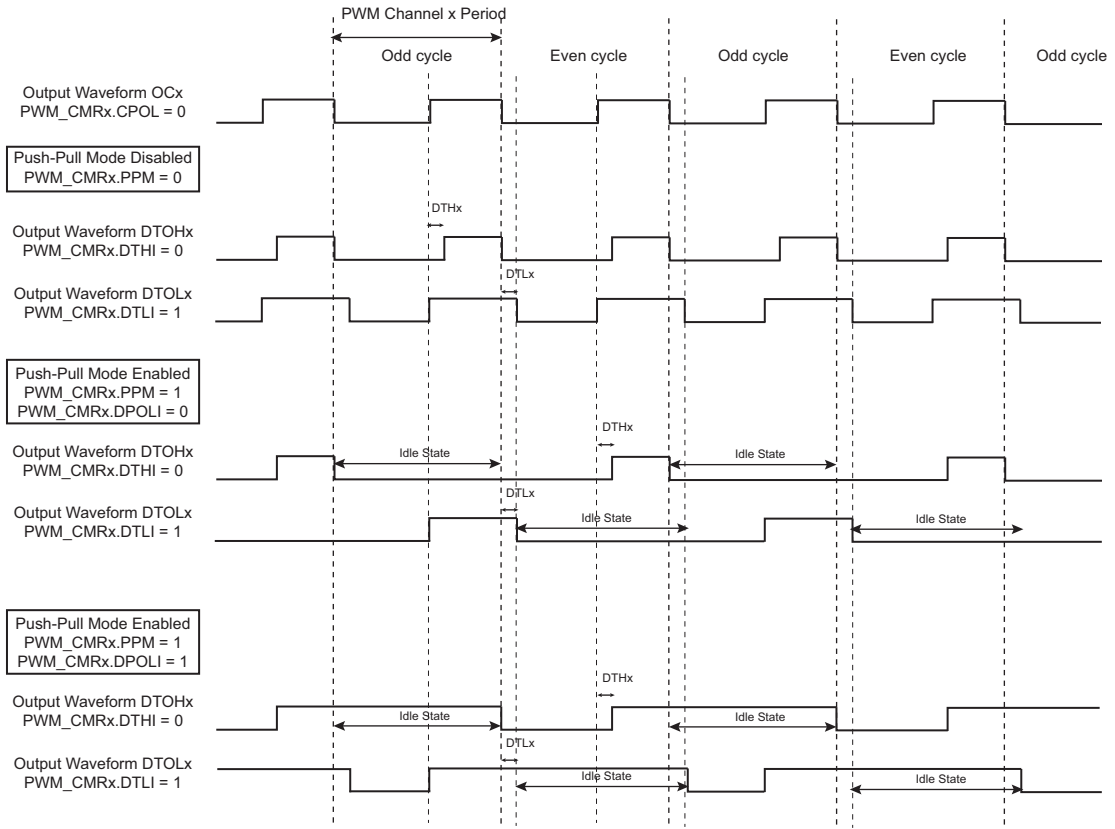 PWM Channel x Period
Odd cycle Even cycle Odd cycle Even cycle Odd cycle
Output Waveform OCx
PWM_CMRx.CPOL = 0
Push-Pull Mode Disabled
PWM_CMRx.PPM = 0
DTHx
Output Waveform DTOHx
PWM_CMRx.DTHI = 0
DTLx
Output Waveform DTOLx
PWM_CMRx.DTLI = 1
Push-Pull Mode Enabled
PWM_CMRx.PPM = 1
PWM_CMRx.DPOLI = 0
DTHx
Output Waveform DTOHx
PWM_CMRx.DTHI = 0
Idle State Idle State
DTLx
Output Waveform DTOLx
PWM_CMRx.DTLI = 1
Idle State Idle State
Push-Pull Mode Enabled
PWM_CMRx.PPM = 1
PWM_CMRx.DPOLI = 1
DTHx
Output Waveform DTOHx
PWM_CMRx.DTHI = 0
Idle State Idle State
DTLx
Output Waveform DTOLx
PWM_CMRx.DTLI = 1
Idle State Idle State